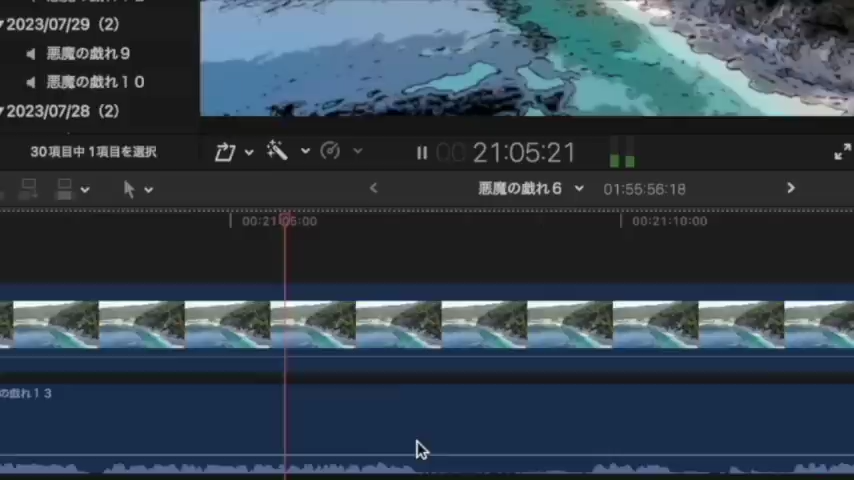 2023/07/29（2）
悪魔の戯れ９
悪魔の戯れ１０
2023/07/28（2）
30項目中 1項目を選択
00 21:05:21
悪魔の戯れ６
01:55:56:18
00:21:05:00
00:21:10:00
の戯れ１３